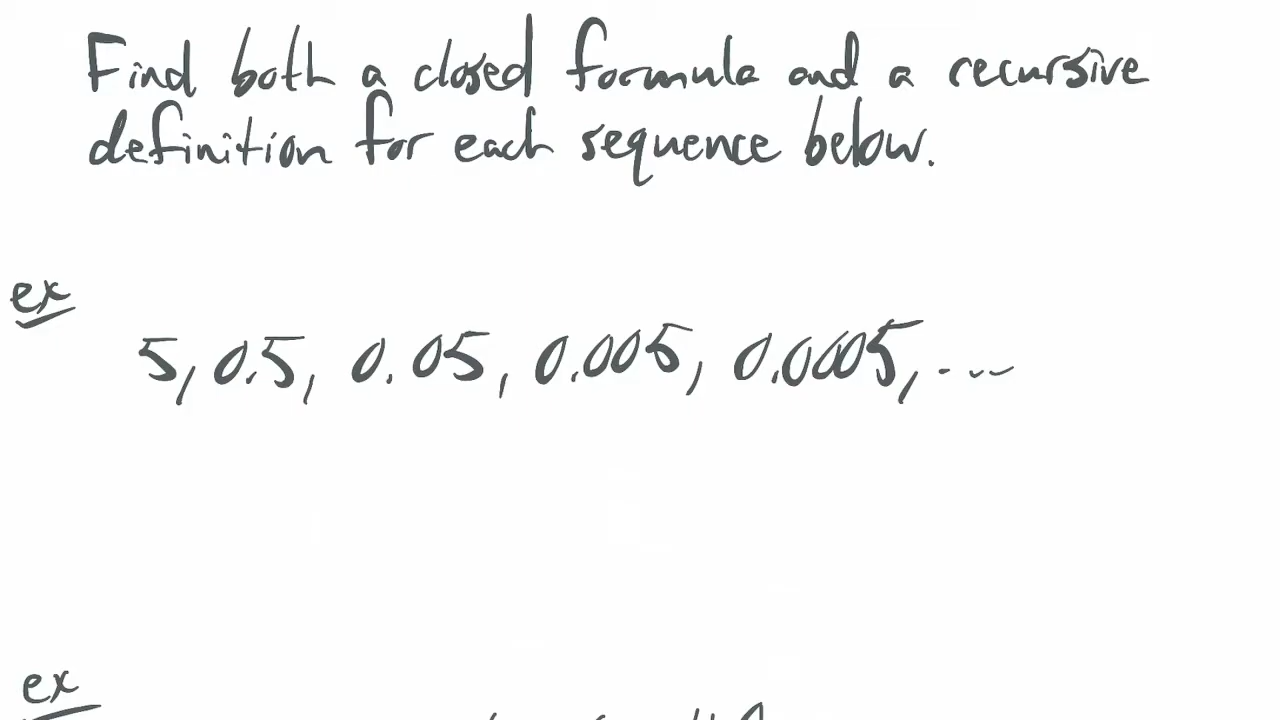 Find both a closed formula and a recursive
definition for each sequence below.
ex
5, 0.5, 0.05, 0.005, 0.0005, ...
ex